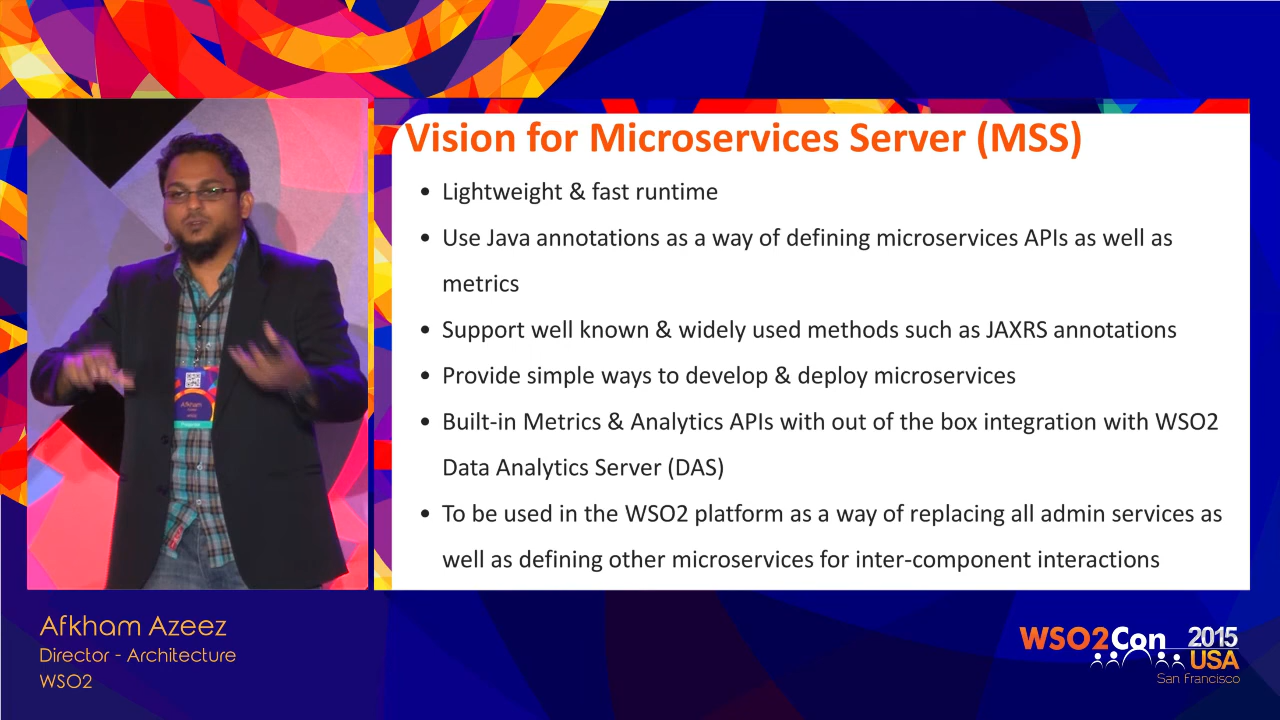 Vision for Microservices Server (MSS)
• Lightweight & fast runtime
• Use Java annotations as a way of defining microservices APIs as well as
metrics
• Support well known & widely used methods such as JAXRS annotations
• Provide simple ways to develop & deploy microservices
• Built-in Metrics & Analytics APIs with out of the box integration with WSO2
Data Analytics Server (DAS)
• To be used in the WSO2 platform as a way of replacing all admin services as
well as defining other microservices for inter-component interactions
Afkham
Afkham Azeez
Director - Architecture
WSO2
WSO2Con 2015
USA
San Francisco